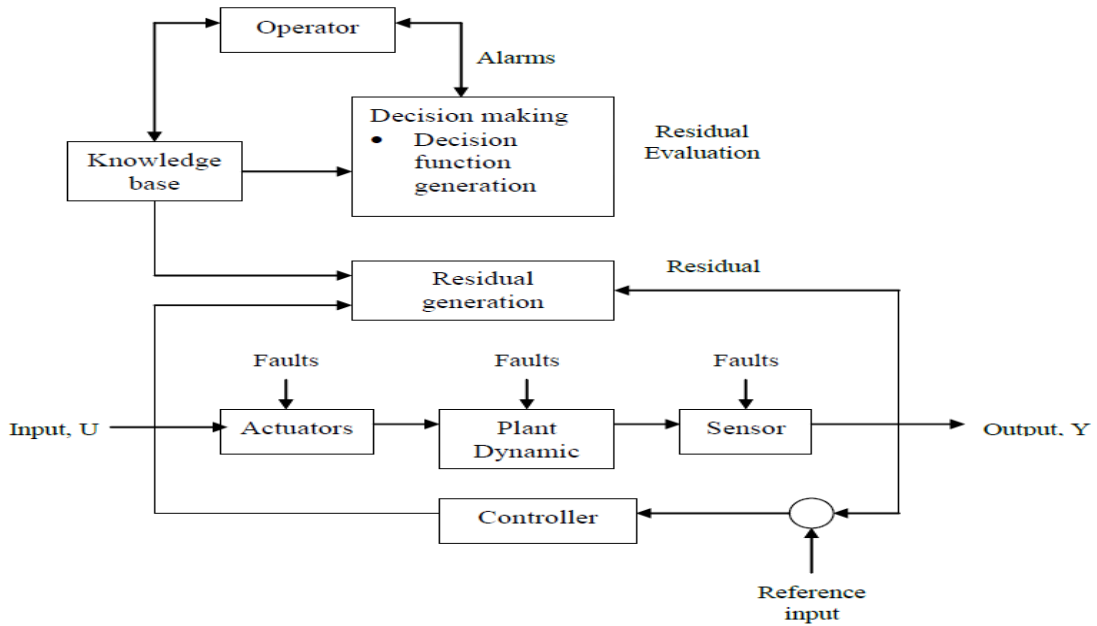 Operator
Alarms
Decision making
• Decision
function
generation
Residual
Evaluation
Knowledge
base
Residual
generation
Residual
Faults
Faults
Faults
Input, U
Actuators
Plant
Dynamic
Sensor
Output, Y
Controller
Reference
input